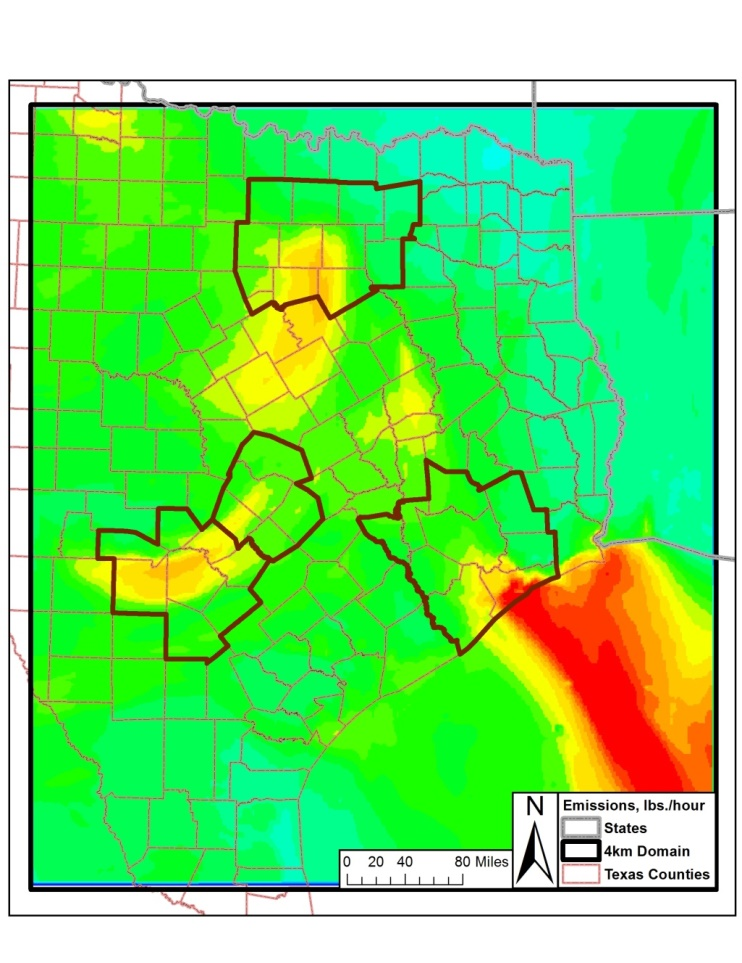 N
Emissions, lbs./hour
States
4km Domain
Texas Counties
0 20 40 80 Miles